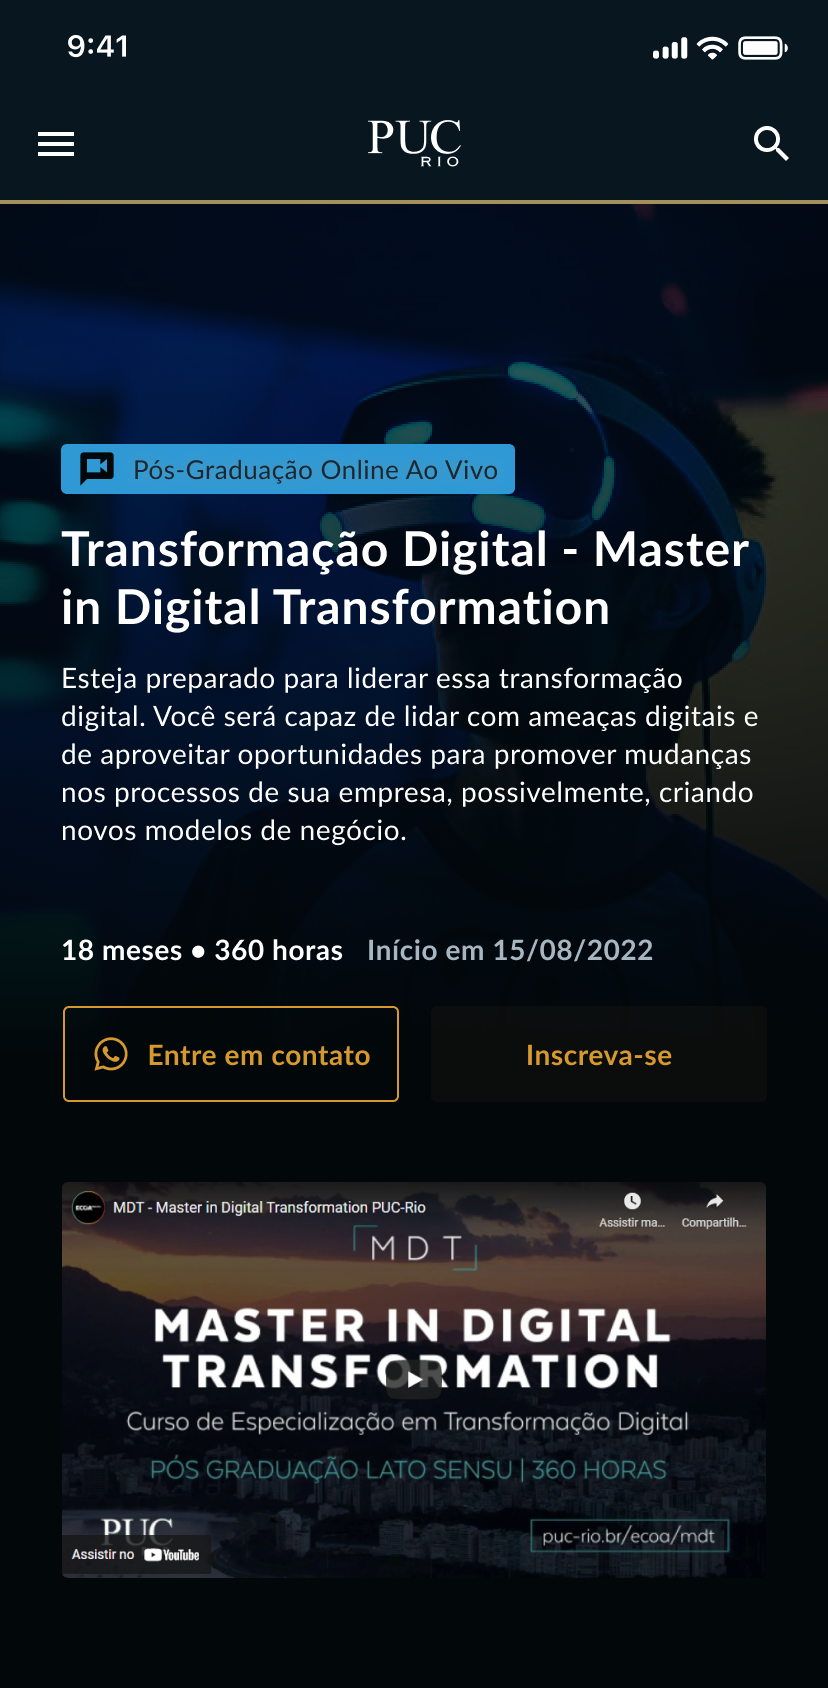 9:41
PUC
RIO
Pós-Graduação Online Ao Vivo
Transformação Digital - Master
in Digital Transformation
Esteja preparado para liderar essa transformação
digital. Você será capaz de lidar com ameaças digitais e
de aproveitar oportunidades para promover mudanças
nos processos de sua empresa, possivelmente, criando
novos modelos de negócio.
18 meses • 360 horas Início em 15/08/2022
Entre em contato
Inscreva-se
MDT - Master in Digital Transformation PUC-Rio
Assistir ma...
Compartilh...
MDT
MASTER IN DIGITAL
TRANSFORMATION
Curso de Especialização em Transformação Digital
PÓS GRADUAÇÃO LATO SENSU | 360 HORAS
PUC
puc-rio.br/ecoa/mdt
Assistir no YouTube